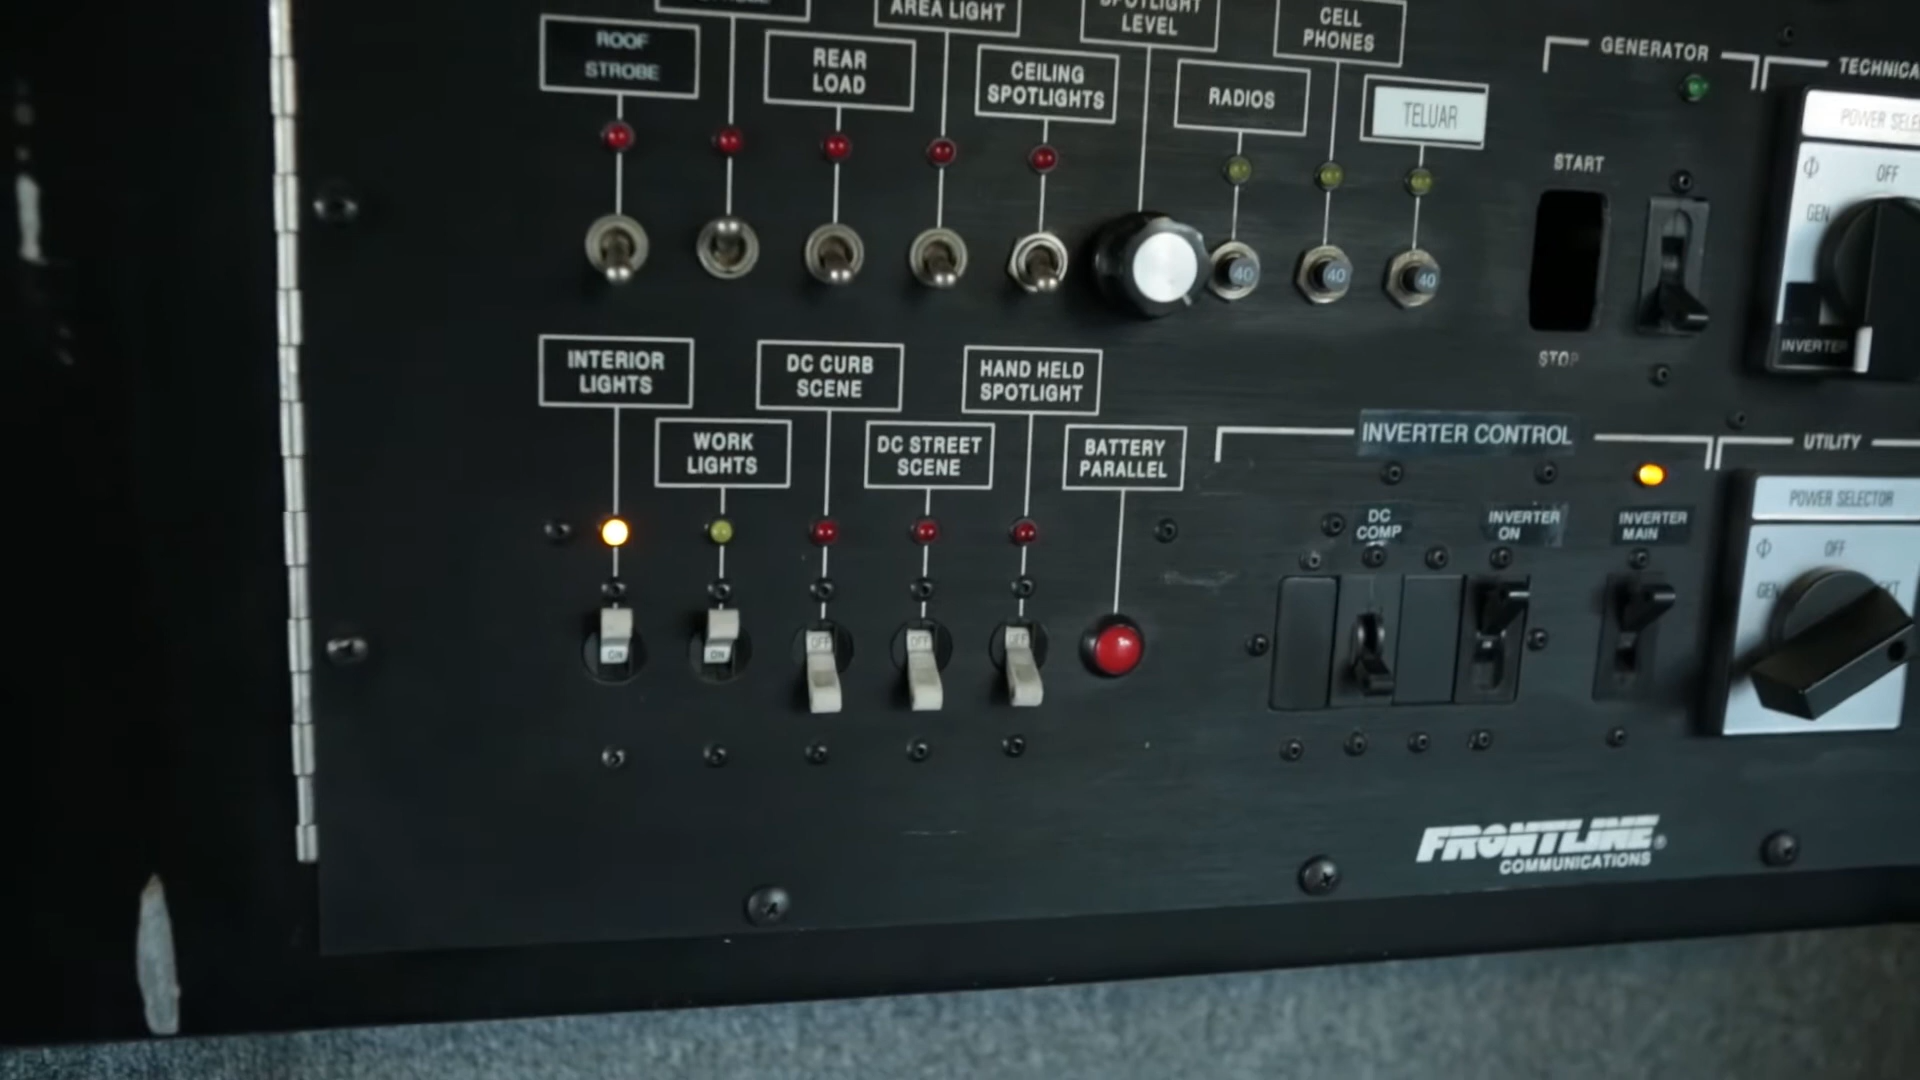 ROOF
STROBE
REAR
LOAD
AREA LIGHT
CEILING
SPOTLIGHTS
SPOTLIGHT
LEVEL
RADIOS
CELL
PHONES
TELUAR
40
40
40
GENERATOR
START
STOP
OFF
GEN
INVERTER
INTERIOR
LIGHTS
WORK
LIGHTS
DC CURB
SCENE
DC STREET
SCENE
HAND HELD
SPOTLIGHT
BATTERY
PARALLEL
ON
ON
OFF
OFF
OFF
INVERTER CONTROL
DC
COMP
INVERTER
ON
INVERTER
MAIN
UTILITY
POWER SELECTOR
OFF
FRONTLINE®
COMMUNICATIONS